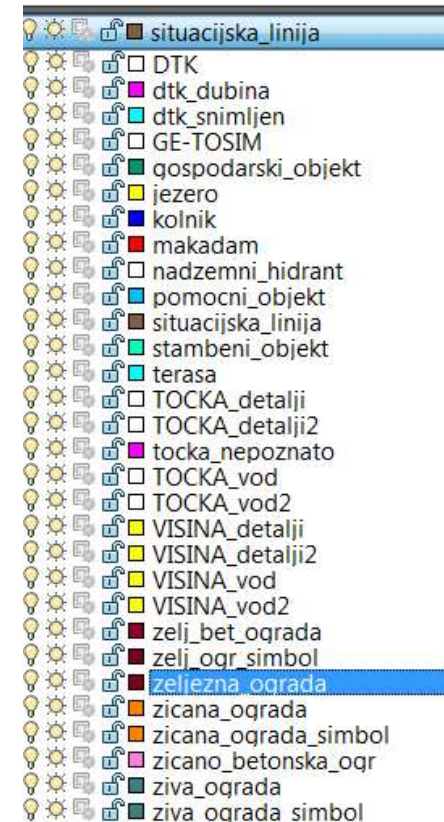 situacijska_linija
DTK
dtk_dubina
dtk_snimljen
GE-TOSIM
gospodarski_objekt
jezero
kolnik
makadam
nadzemni_hidrant
pomocni_objekt
situacijska_linija
stambeni_objekt
terasa
TOCKA_detalji
TOCKA_detalji2
tocka_nepoznato
TOCKA_vod
TOCKA_vod2
VISINA_detalji
VISINA_detalji2
VISINA_vod
VISINA_vod2
zelj_bet_ograda
zelj_ogr_simbol
zeljezna_ograda
zicana_ograda
zicana_ograda_simbol
zicano_betonska_ogr
ziva_ograda
ziva_ograda_simbol